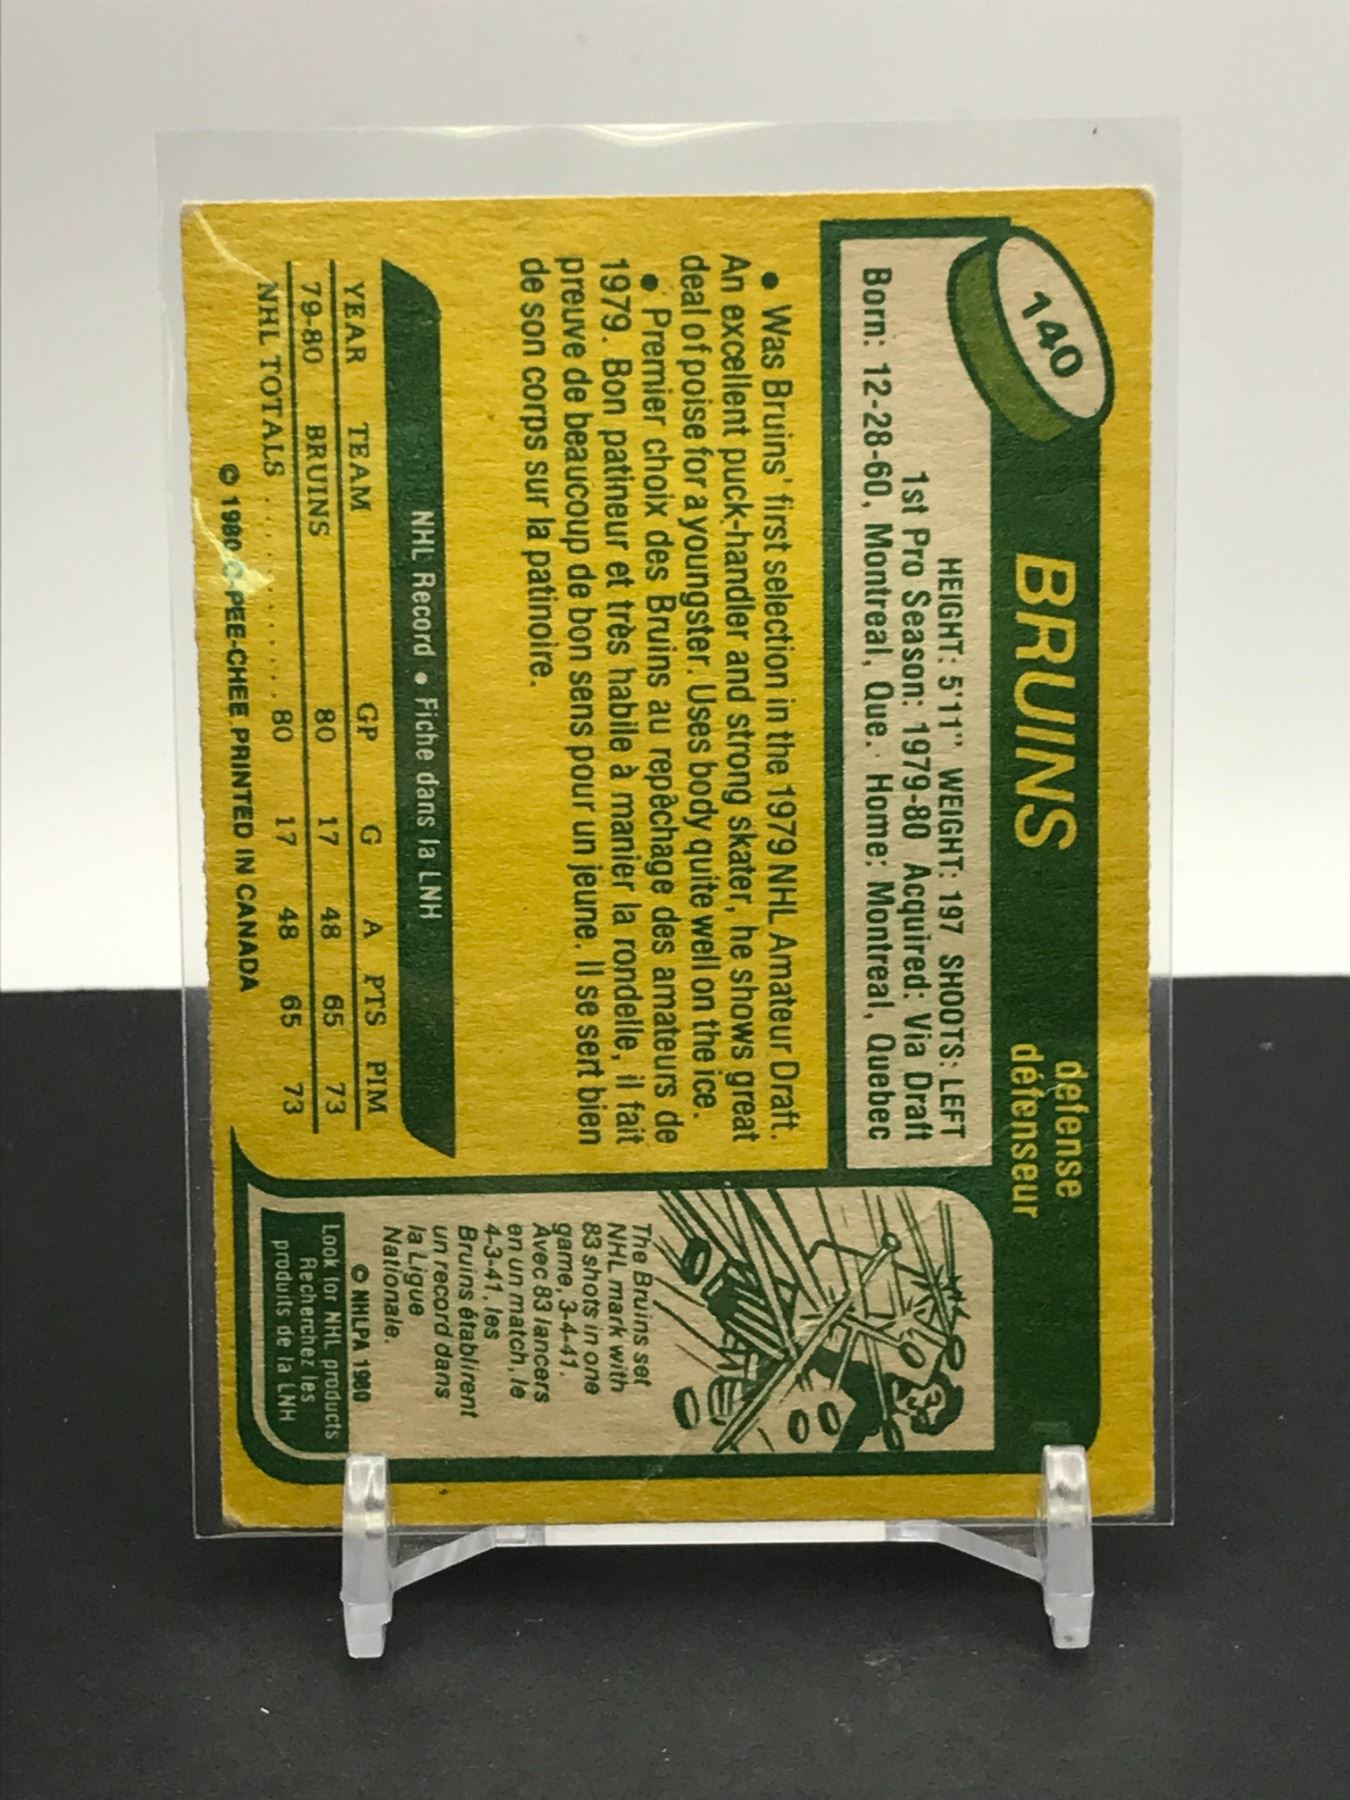 140
BRUINS
defense
défenseur
HEIGHT: 5'11" WEIGHT: 197 SHOOTS: LEFT
1st Pro Season: 1979-80 Acquired: Via Draft
Born: 12-28-60, Montreal, Que. Home: Montreal, Quebec
• Was Bruins' first selection in the 1979 NHL Amateur Draft.
An excellent puck-handler and strong skater, he shows great
deal of poise for a youngster. Uses body quite well on the ice.
• Premier choix des Bruins au repêchage des amateurs de
1979. Bon patineur et très habile à manier la rondelle, il fait
preuve de beaucoup de bon sens pour un jeune. Il se sert bien
de son corps sur la patinoire.
NHL Record • Fiche dans la LNH
YEAR TEAM GP G A PTS PIM
79-80 BRUINS 80 17 48 65 73
NHL TOTALS .............. 80 17 48 65 73
© 1980 O-PEE-CHEE PRINTED IN CANADA
The Bruins set
NHL mark with
83 shots in one
game, 3-4-41.
Avec 83 lancers
en un match, le
4-3-41, les
Bruins établirent
un record dans
la Ligue
Nationale.
© NHLPA 1980
Look for NHL products
Recherchez les
produits de la LNH